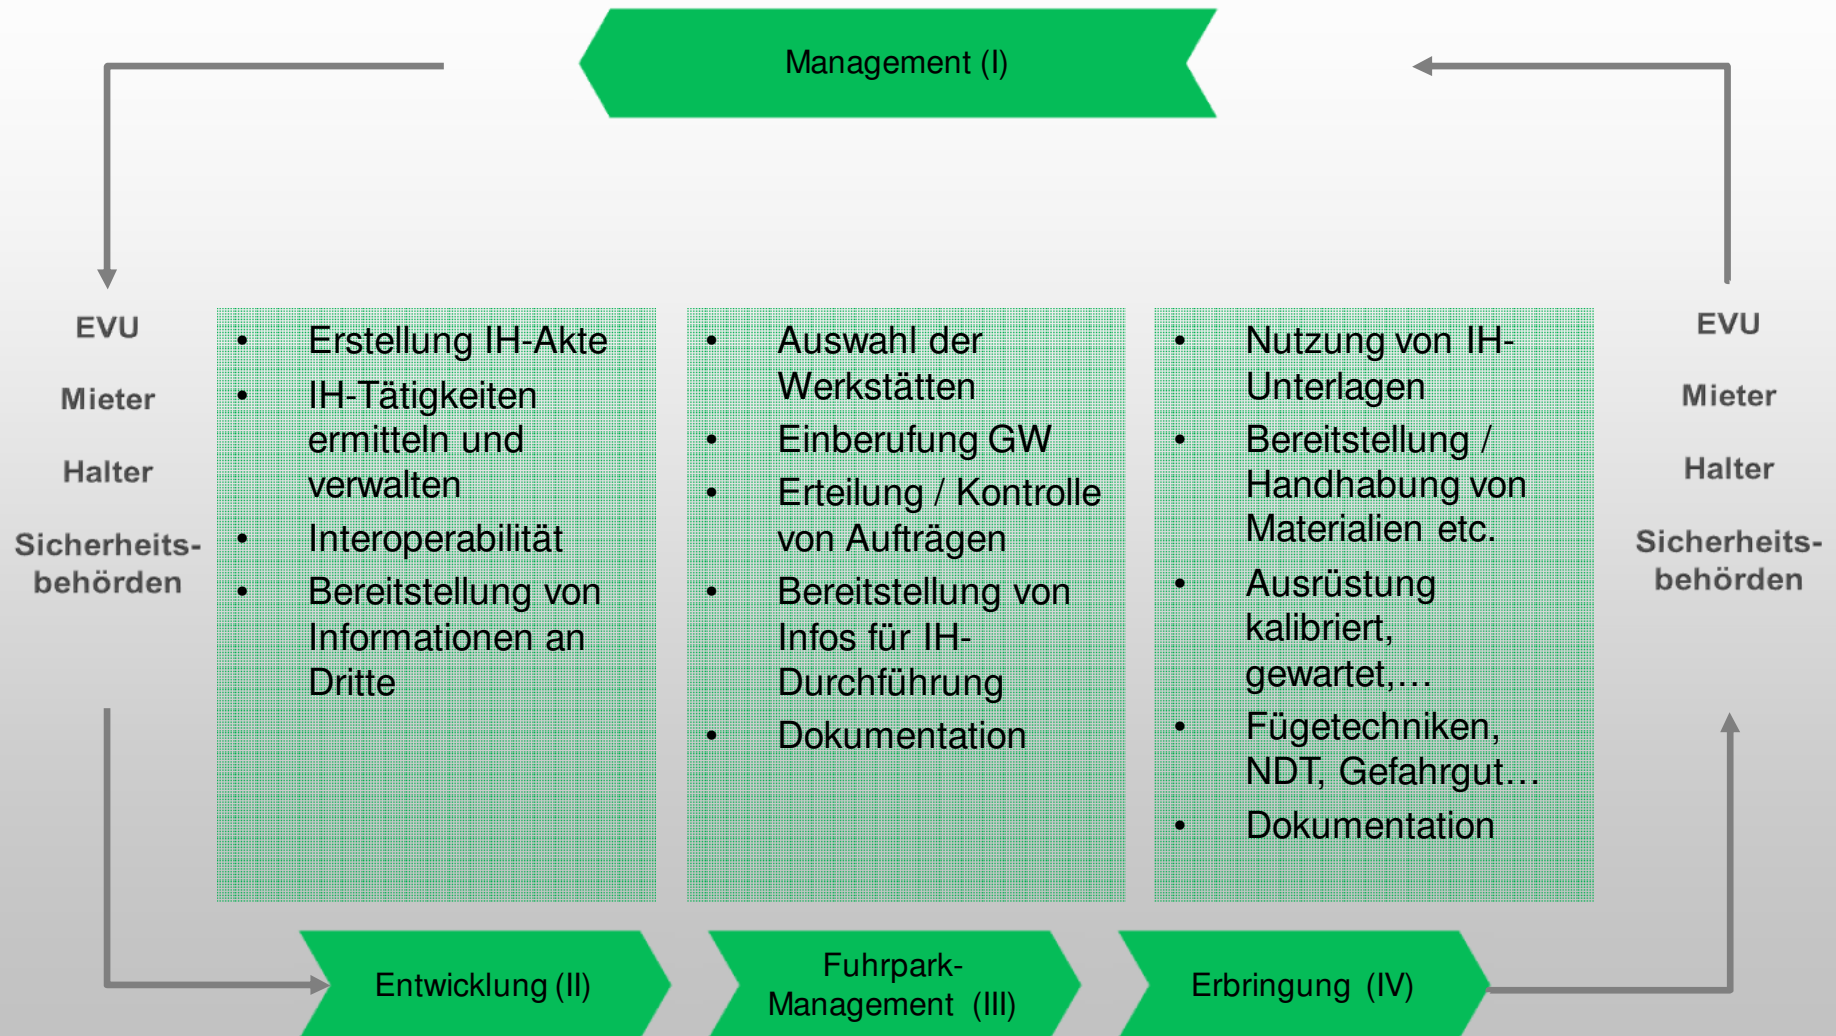 Management (I)
EVU
Mieter
Halter
Sicherheits-
behörden
• Erstellung IH-Akte
• IH-Tätigkeiten
ermitteln und
verwalten
• Interoperabilität
• Bereitstellung von
Informationen an
Dritte
• Auswahl der
Werkstätten
• Einberufung GW
• Erteilung / Kontrolle
von Aufträgen
• Bereitstellung von
Infos für IH-
Durchführung
• Dokumentation
• Nutzung von IH-
Unterlagen
• Bereitstellung /
Handhabung von
Materialien etc.
• Ausrüstung
kalibriert,
gewartet,…
• Fügetechniken,
NDT, Gefahrgut…
• Dokumentation
EVU
Mieter
Halter
Sicherheits-
behörden
Entwicklung (II)
Fuhrpark-
Management (III)
Erbringung (IV)